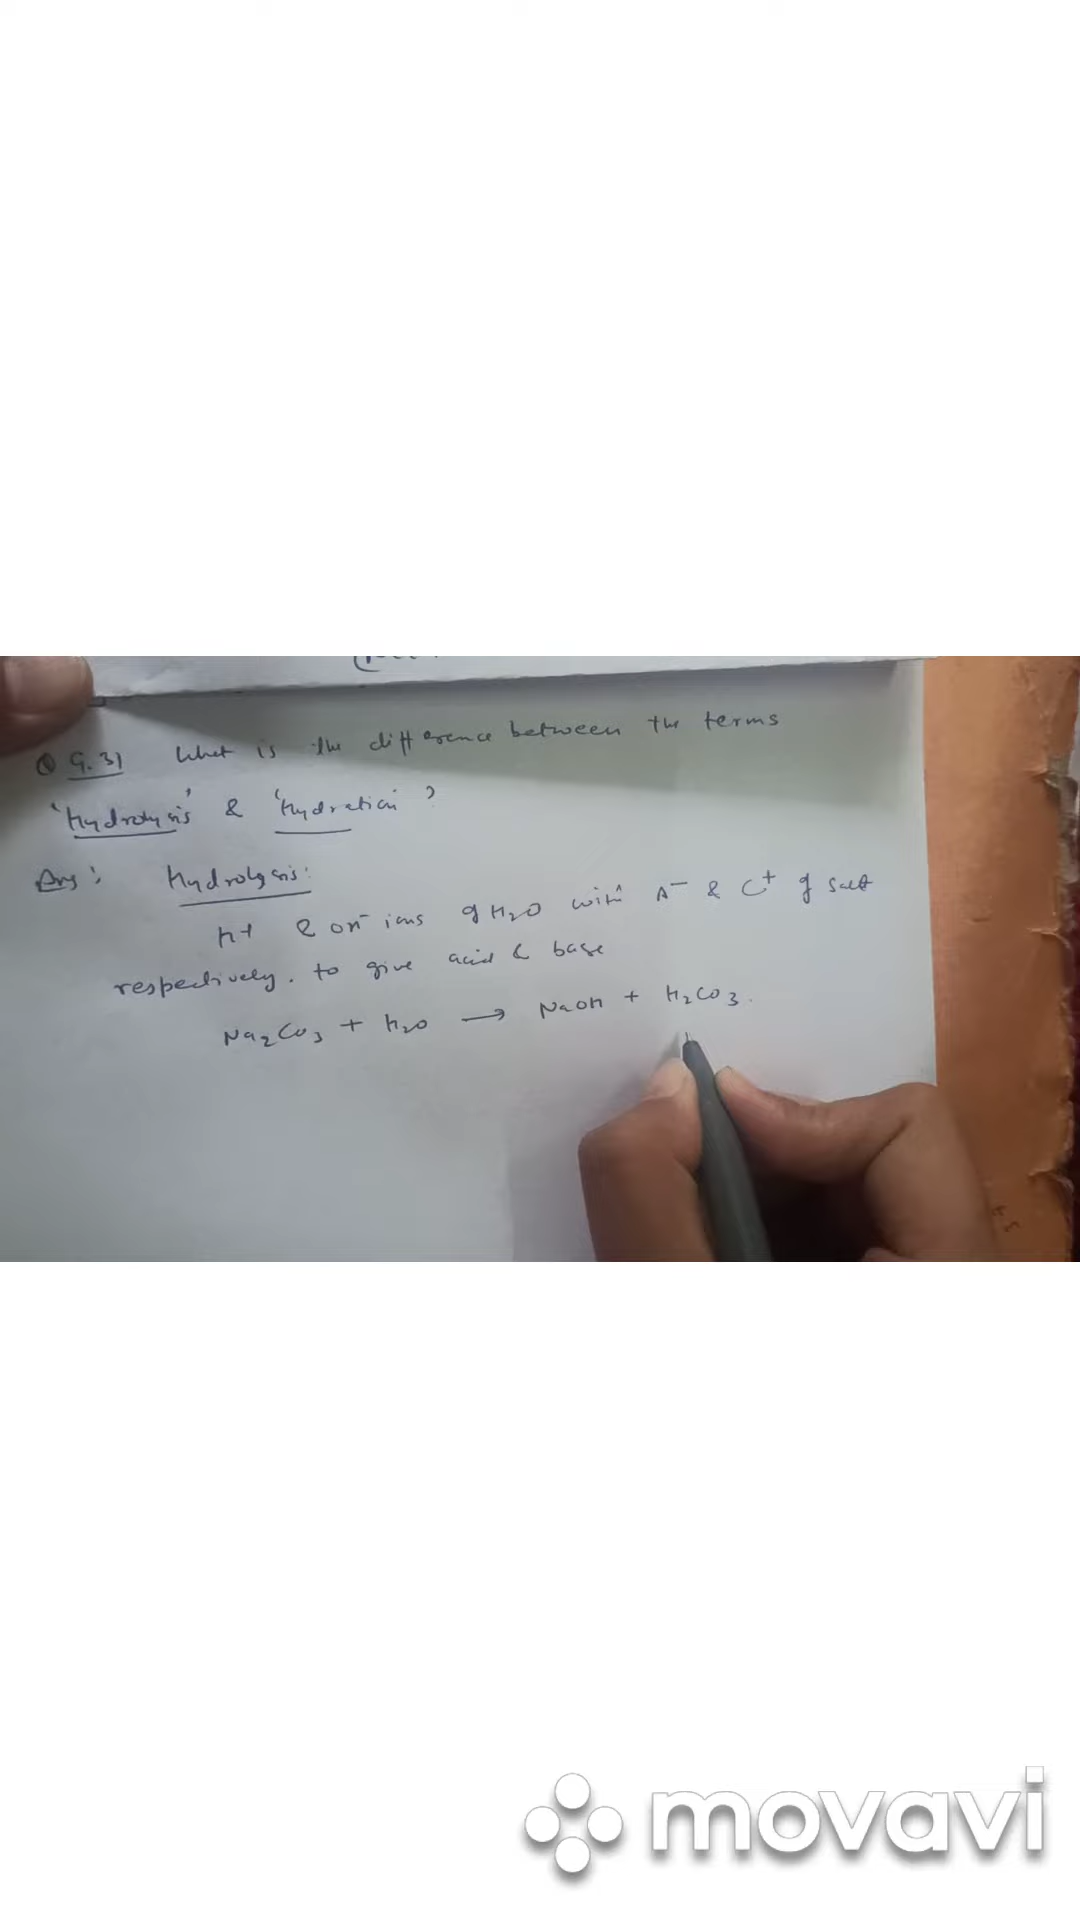 Q 9.31 What is the difference between the terms
'Hydrolysis' & 'Hydration'?
Ans: Hydrolysis:
H+ & OH- ions of H2O with A- & C+ of salt
respectively. to give acid & base
Na2CO3 + H2O → NaOH + H2CO3.
movavi